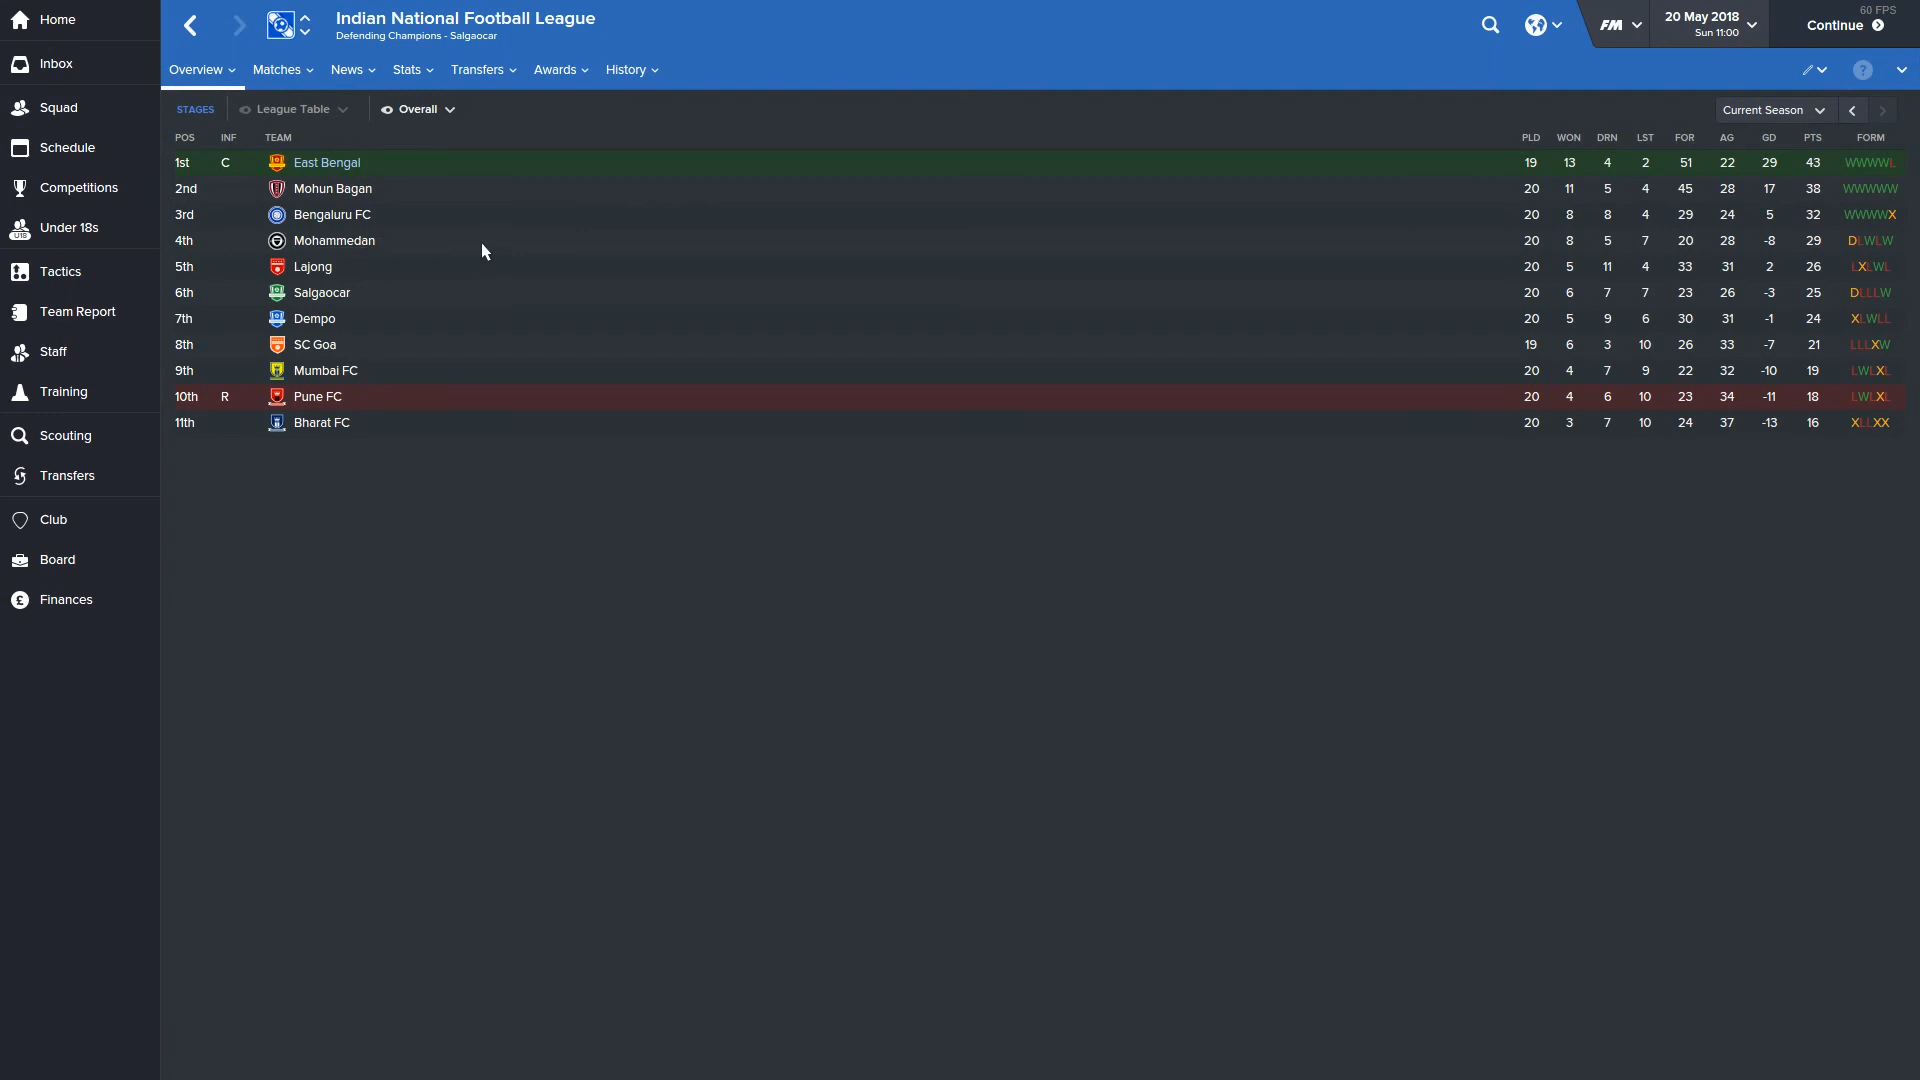 Home
Inbox
Squad
Schedule
Competitions
U18
Under 18s
Tactics
Team Report
Staff
Training
Scouting
Transfers
Club
Board
£
Finances
Indian National Football League
Defending Champions - Salgaocar
FM
20 May 2018
Sun 11:00
60 FPS
Continue
Overview Matches News Stats Transfers Awards History
?
STAGES League Table Overall Current Season
POS INF TEAM PLD WON DRN LST FOR AG GD PTS FORM
1st C East Bengal 19 13 4 2 51 22 29 43 WWWWL
2nd Mohun Bagan 20 11 5 4 45 28 17 38 WWWWW
3rd Bengaluru FC 20 8 8 4 29 24 5 32 WWWWX
4th Mohammedan 20 8 5 7 20 28 -8 29 DLWLW
5th Lajong 20 5 11 4 33 31 2 26 LXLWL
6th Salgaocar 20 6 7 7 23 26 -3 25 DLLLW
7th Dempo 20 5 9 6 30 31 -1 24 XLWLL
8th SC Goa 19 6 3 10 26 33 -7 21 LLLXW
9th Mumbai FC 20 4 7 9 22 32 -10 19 LWLXL
10th R Pune FC 20 4 6 10 23 34 -11 18 LWLXL
11th Bharat FC 20 3 7 10 24 37 -13 16 XLLXX